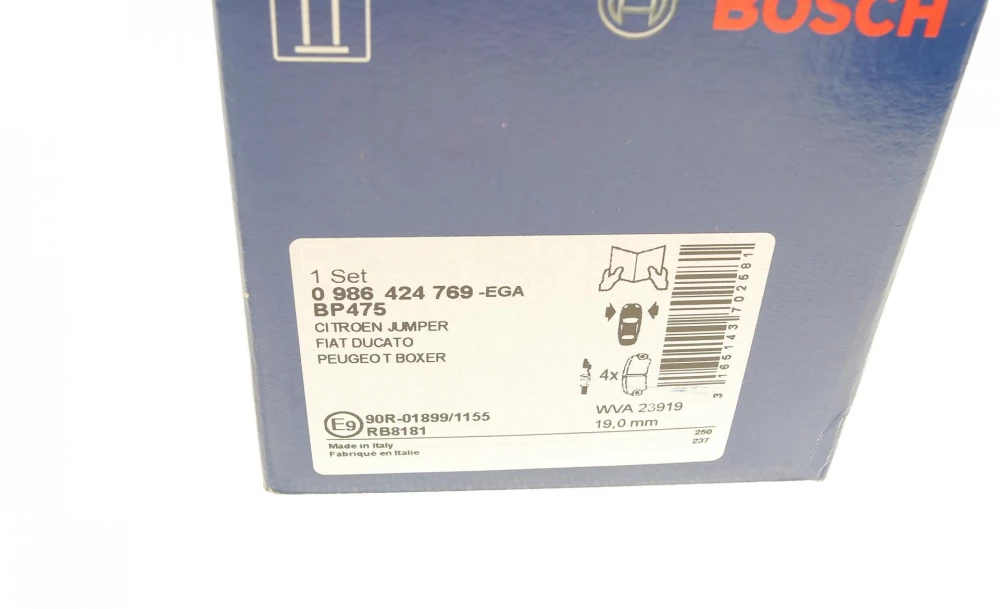 BOSCH
1 Set
0 986 424 769 -EGA
BP475
CITROEN JUMPER
FIAT DUCATO
PEUGEOT BOXER
4x
3 165143 702681
WVA 23919
19,0 mm
E9 90R-01899/1155
RB8181
250
237
Made in Italy
Fabriqué en Italie